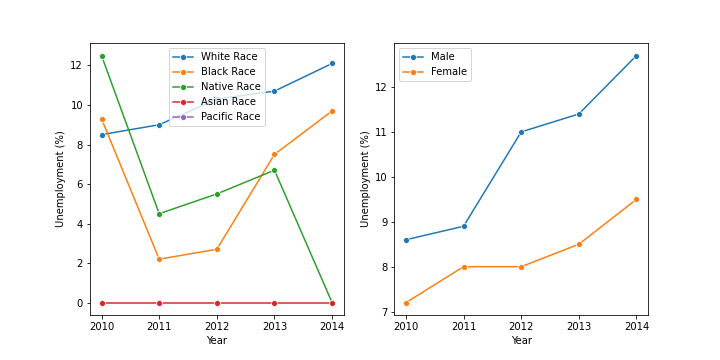 White Race
Black Race
Native Race
Asian Race
Pacific Race
12
10
8
6
4
2
0
Unemployment (%)
2010 2011 2012 2013 2014
Year
Male
Female
12
11
10
9
8
7
Unemployment (%)
2010 2011 2012 2013 2014
Year